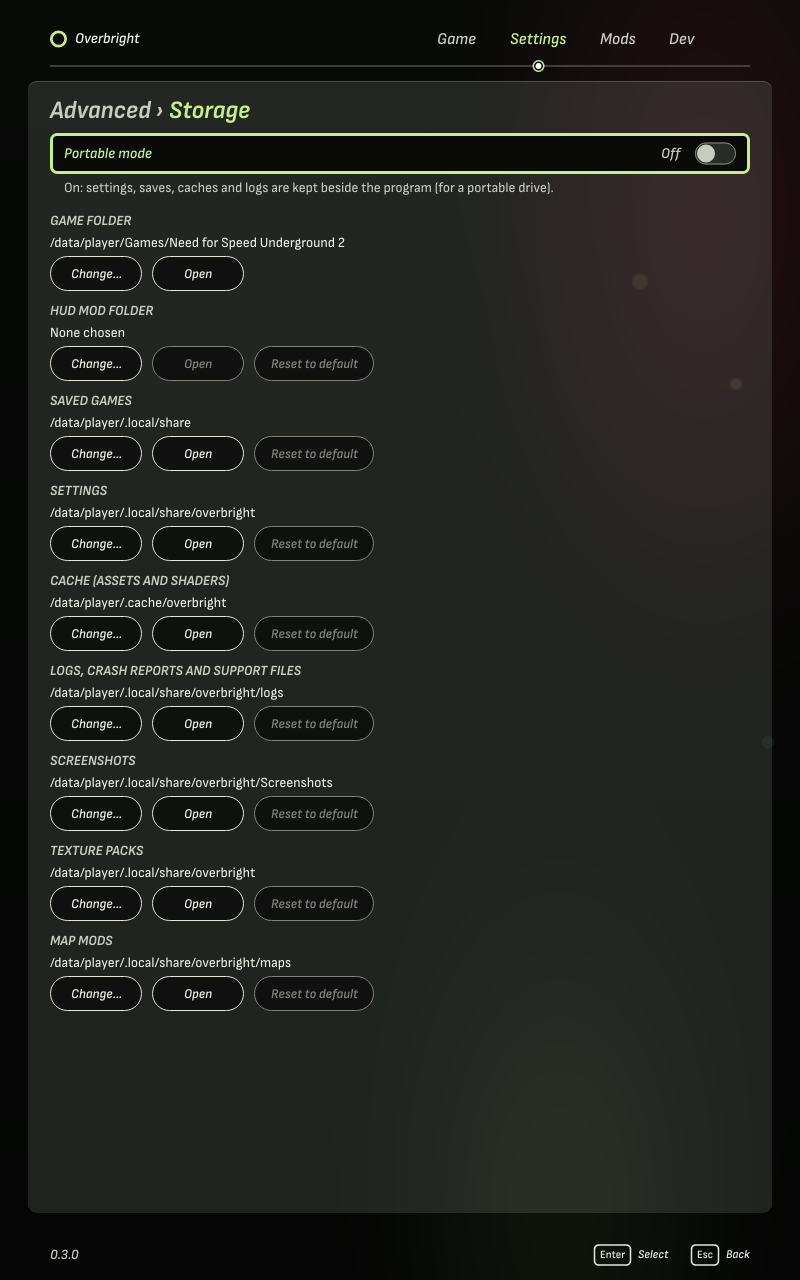 Overbright
Game Settings Mods Dev
Advanced › Storage
Portable mode Off
On: settings, saves, caches and logs are kept beside the program (for a portable drive).
GAME FOLDER
/data/player/Games/Need for Speed Underground 2
Change... Open
HUD MOD FOLDER
None chosen
Change... Open Reset to default
SAVED GAMES
/data/player/.local/share
Change... Open Reset to default
SETTINGS
/data/player/.local/share/overbright
Change... Open Reset to default
CACHE (ASSETS AND SHADERS)
/data/player/.cache/overbright
Change... Open Reset to default
LOGS, CRASH REPORTS AND SUPPORT FILES
/data/player/.local/share/overbright/logs
Change... Open Reset to default
SCREENSHOTS
/data/player/.local/share/overbright/Screenshots
Change... Open Reset to default
TEXTURE PACKS
/data/player/.local/share/overbright
Change... Open Reset to default
MAP MODS
/data/player/.local/share/overbright/maps
Change... Open Reset to default
0.3.0 Enter Select Esc Back